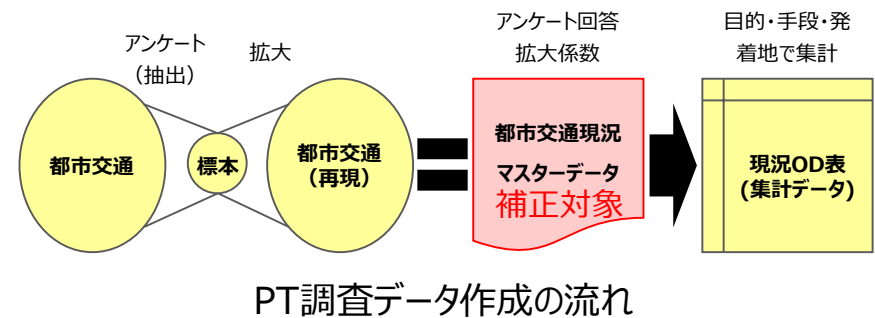 アンケート
（抽出）
拡大
アンケート回答
拡大係数
目的・手段・発
着地で集計
都市交通
標本
都市交通
（再現）
都市交通現況
マスターデータ
補正対象
現況OD表
(集計データ)
PT調査データ作成の流れ